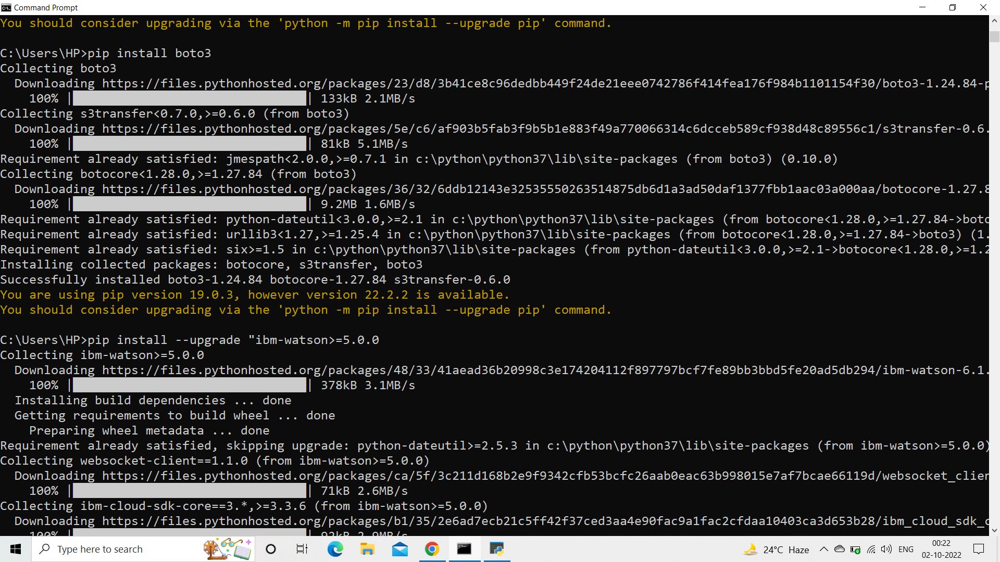 Command Prompt
You should consider upgrading via the 'python -m pip install --upgrade pip' command.
C:\Users\HP>pip install boto3
Collecting boto3
Downloading https://files.pythonhosted.org/packages/23/d8/3b41ce8c96dedbb449f24de21eee0742786f414fea176f984b1101154f30/boto3-1.24.84-p
100% | | 133kB 2.1MB/s
Collecting s3transfer<0.7.0,>=0.6.0 (from boto3)
Downloading https://files.pythonhosted.org/packages/5e/c6/af903b5fab3f9b5b1e883f49a770066314c6dcceb589cf938d48c89556c1/s3transfer-0.6.
100% | | 81kB 5.1MB/s
Requirement already satisfied: jmespath<2.0.0,>=0.7.1 in c:\python\python37\lib\site-packages (from boto3) (0.10.0)
Collecting botocore<1.28.0,>=1.27.84 (from boto3)
Downloading https://files.pythonhosted.org/packages/36/32/6ddb12143e32535550263514875db6d1a3ad50daf1377fbb1aac03a000aa/botocore-1.27.8
100% | | 9.2MB 1.6MB/s
Requirement already satisfied: python-dateutil<3.0.0,>=2.1 in c:\python\python37\lib\site-packages (from botocore<1.28.0,>=1.27.84->boto
Requirement already satisfied: urllib3<1.27,>=1.25.4 in c:\python\python37\lib\site-packages (from botocore<1.28.0,>=1.27.84->boto3) (1.
Requirement already satisfied: six>=1.5 in c:\python\python37\lib\site-packages (from python-dateutil<3.0.0,>=2.1->botocore<1.28.0,>=1.2
Installing collected packages: botocore, s3transfer, boto3
Successfully installed boto3-1.24.84 botocore-1.27.84 s3transfer-0.6.0
You are using pip version 19.0.3, however version 22.2.2 is available.
You should consider upgrading via the 'python -m pip install --upgrade pip' command.
C:\Users\HP>pip install --upgrade "ibm-watson>=5.0.0
Collecting ibm-watson>=5.0.0
Downloading https://files.pythonhosted.org/packages/48/33/41aead36b20998c3e174204112f897797bcf7fe89bb3bbd5fe20ad5db294/ibm-watson-6.1.
100% | | 378kB 3.1MB/s
Installing build dependencies ... done
Getting requirements to build wheel ... done
Preparing wheel metadata ... done
Requirement already satisfied, skipping upgrade: python-dateutil>=2.5.3 in c:\python\python37\lib\site-packages (from ibm-watson>=5.0.0)
Collecting websocket-client==1.1.0 (from ibm-watson>=5.0.0)
Downloading https://files.pythonhosted.org/packages/ca/5f/3c211d168b2e9f9342cfb53bcfc26aab0eac63b998015e7af7bcae66119d/websocket_clien
100% | | 71kB 2.6MB/s
Collecting ibm-cloud-sdk-core==3.*,>=3.3.6 (from ibm-watson>=5.0.0)
Downloading https://files.pythonhosted.org/packages/b1/35/2e6ad7ecb21c5ff42f37ced3aa4e90fac9a1fac2cfdaa10403ca3d653b28/ibm_cloud_sdk_c
100% | | 92kB 2.9MB/s
Type here to search
24°C Haze
ENG
00:22
02-10-2022